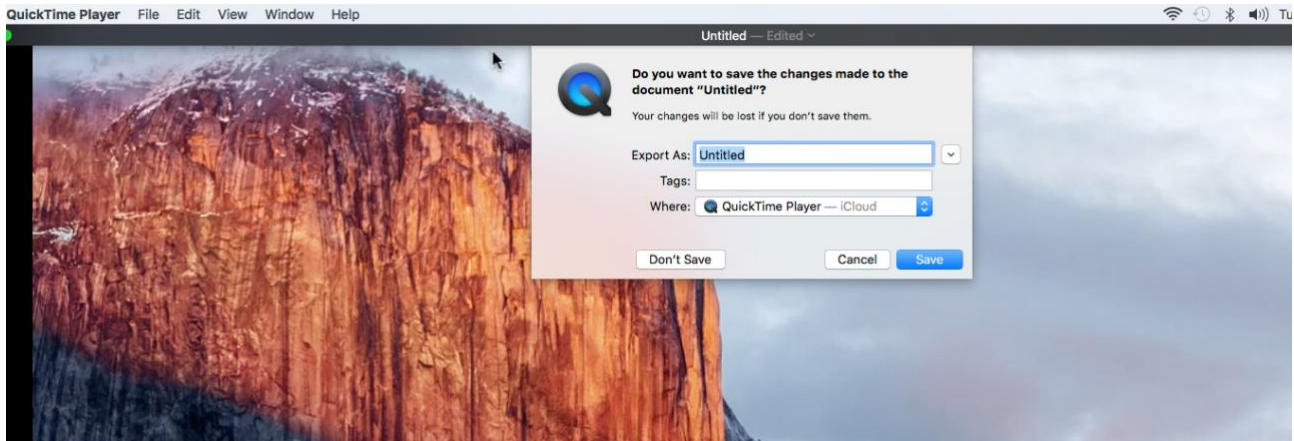 QuickTime Player File Edit View Window Help Tu
Untitled — Edited
Do you want to save the changes made to the
document “Untitled”?
Your changes will be lost if you don’t save them.
Export As: Untitled
Tags:
Where: QuickTime Player — iCloud
Don’t Save Cancel Save